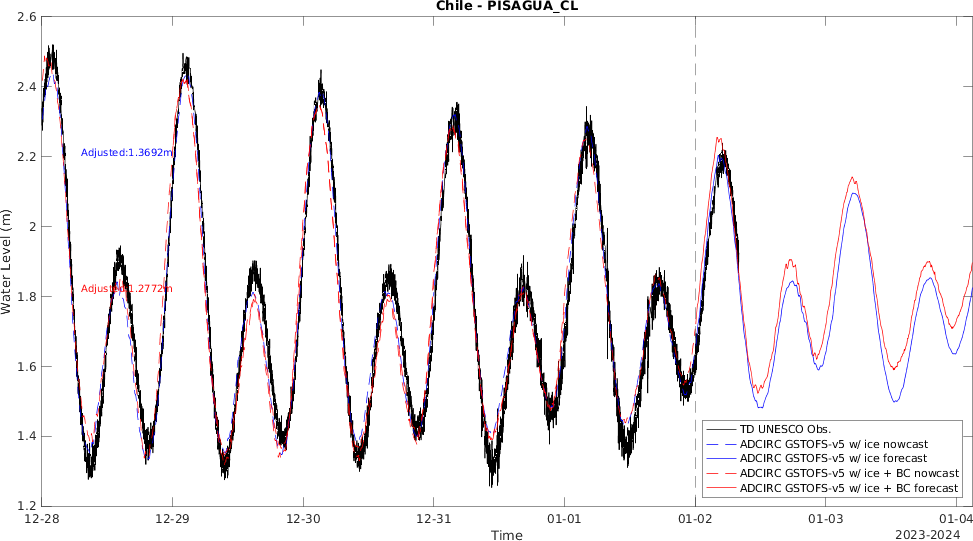 Chile - PISAGUA_CL
2.6
2.4
2.2
2
1.8
1.6
1.4
1.2
Water Level (m)
Adjusted:1.3692m
Adjusted:1.2772m
TD UNESCO Obs.
ADCIRC GSTOFS-v5 w/ ice nowcast
ADCIRC GSTOFS-v5 w/ ice forecast
ADCIRC GSTOFS-v5 w/ ice + BC nowcast
ADCIRC GSTOFS-v5 w/ ice + BC forecast
12-28 12-29 12-30 12-31 01-01 01-02 01-03 01-04
Time
2023-2024